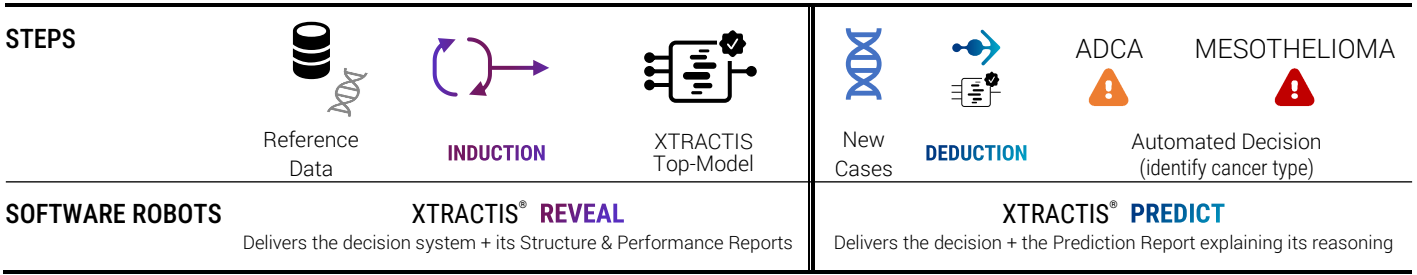 STEPS
ADCA
MESOTHELIOMA
Reference
Data
INDUCTION
XTRACTIS
Top-Model
New
Cases
DEDUCTION
Automated Decision
(identify cancer type)
SOFTWARE ROBOTS
XTRACTIS® REVEAL
Delivers the decision system + its Structure & Performance Reports
XTRACTIS® PREDICT
Delivers the decision + the Prediction Report explaining its reasoning